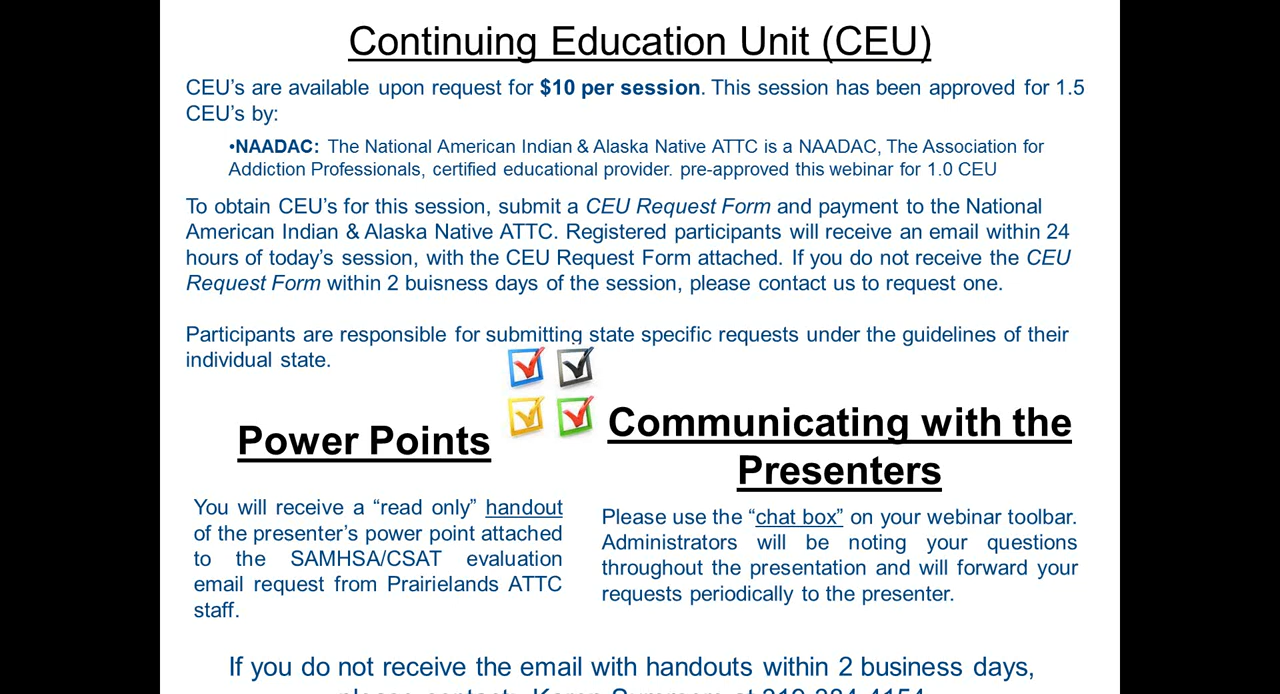 Continuing Education Unit (CEU)
CEU's are available upon request for $10 per session. This session has been approved for 1.5
CEU's by:
•NAADAC: The National American Indian & Alaska Native ATTC is a NAADAC, The Association for
Addiction Professionals, certified educational provider. pre-approved this webinar for 1.0 CEU
To obtain CEU's for this session, submit a CEU Request Form and payment to the National
American Indian & Alaska Native ATTC. Registered participants will receive an email within 24
hours of today's session, with the CEU Request Form attached. If you do not receive the CEU
Request Form within 2 buisness days of the session, please contact us to request one.
Participants are responsible for submitting state specific requests under the guidelines of their
individual state.
Power Points
You will receive a “read only” handout
of the presenter's power point attached
to the SAMHSA/CSAT evaluation
email request from Prairielands ATTC
staff.
Communicating with the
Presenters
Please use the “chat box” on your webinar toolbar.
Administrators will be noting your questions
throughout the presentation and will forward your
requests periodically to the presenter.
If you do not receive the email with handouts within 2 business days,